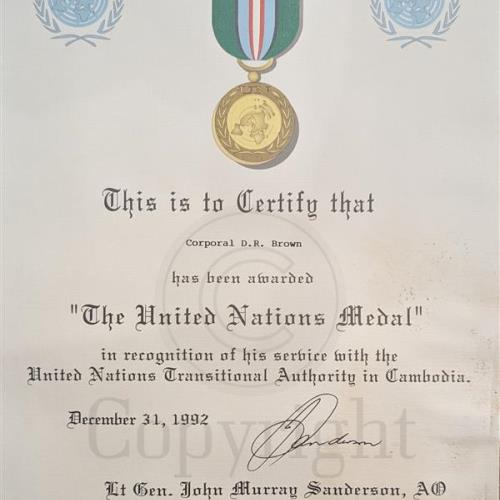 This is to Certify that
Corporal D.R. Brown
has been awarded
"The United Nations Medal"
in recognition of his service with the
United Nations Transitional Authority in Cambodia.
December 31, 1992
Lt Gen. John Murray Sanderson, AO
©
Copyright